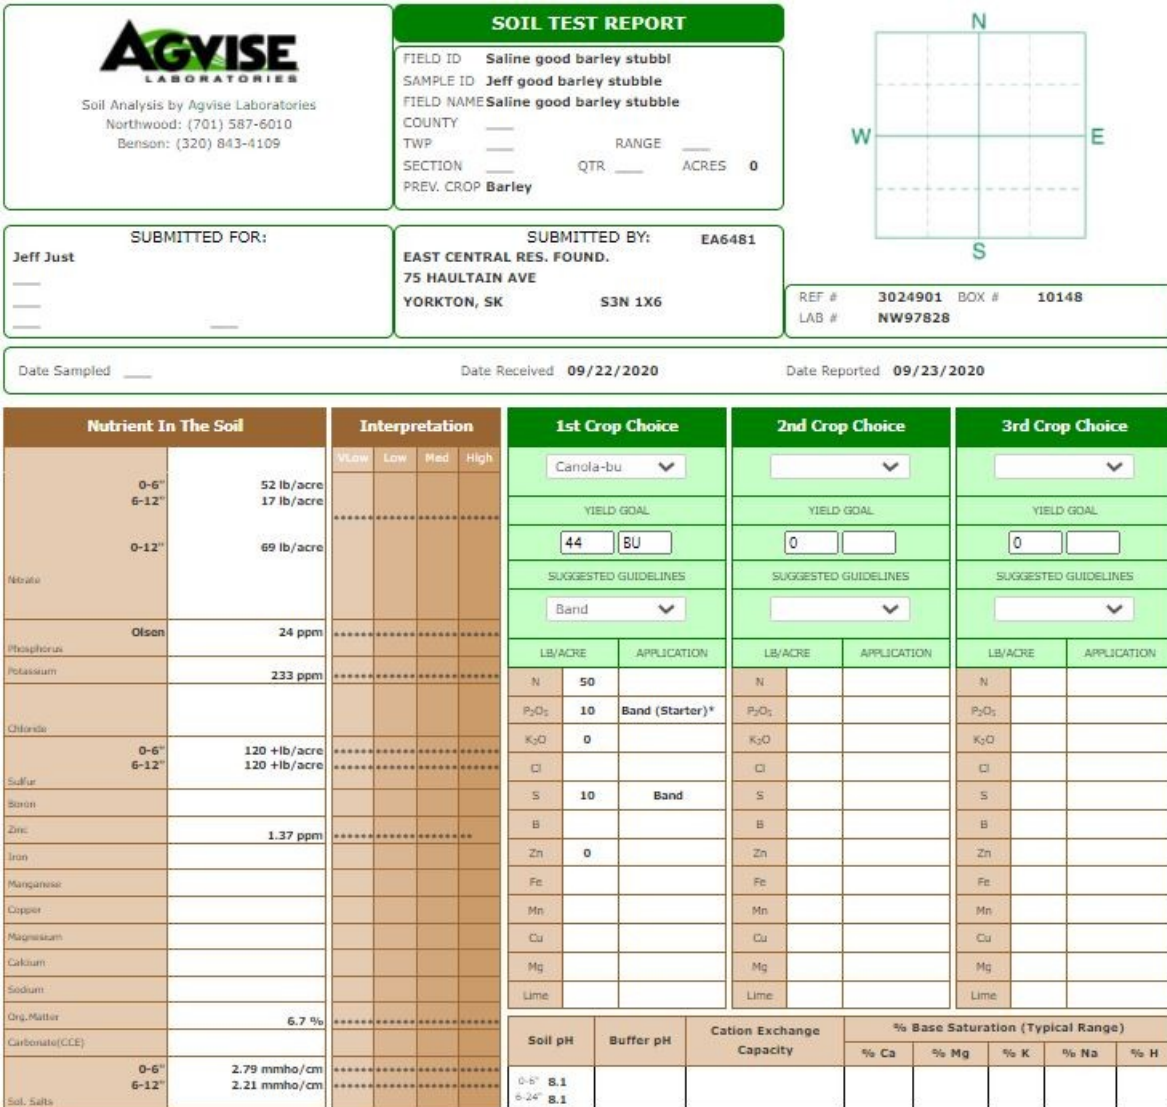 AGVISE
LABORATORIES
Soil Analysis by Agvise Laboratories
Northwood: (701) 587-6010
Benson: (320) 843-4109
SOIL TEST REPORT
FIELD ID Saline good barley stubbl
SAMPLE ID Jeff good barley stubble
FIELD NAME Saline good barley stubble
COUNTY
TWP RANGE
SECTION QTR ACRES 0
PREV. CROP Barley
N
W E
S
SUBMITTED FOR:
Jeff Just
SUBMITTED BY: EA6481
EAST CENTRAL RES. FOUND.
75 HAULTAIN AVE
YORKTON, SK S3N 1X6
REF # 3024901 BOX # 10148
LAB # NW97828
Date Sampled Date Received 09/22/2020 Date Reported 09/23/2020
Nutrient In The Soil Interpretation
VLow Low Med High
0-6" 52 lb/acre
6-12" 17 lb/acre
0-12" 69 lb/acre
Nitrate
Olsen 24 ppm
Phosphorus
Potassium 233 ppm
Chloride
0-6" 120 +lb/acre
6-12" 120 +lb/acre
Sulfur
Boron
Zinc 1.37 ppm
Iron
Manganese
Copper
Magnesium
Calcium
Sodium
Org.Matter 6.7 %
Carbonate(CCE)
0-6" 2.79 mmho/cm
6-12" 2.21 mmho/cm
Sol. Salts
1st Crop Choice
Canola-bu
YIELD GOAL
44 BU
SUGGESTED GUIDELINES
Band
LB/ACRE APPLICATION
N 50
P2O5 10 Band (Starter)*
K2O 0
Cl
S 10 Band
B
Zn 0
Fe
Mn
Cu
Mg
Lime
2nd Crop Choice
YIELD GOAL
0
SUGGESTED GUIDELINES
LB/ACRE APPLICATION
N
P2O5
K2O
Cl
S
B
Zn
Fe
Mn
Cu
Mg
Lime
3rd Crop Choice
YIELD GOAL
0
SUGGESTED GUIDELINES
LB/ACRE APPLICATION
N
P2O5
K2O
Cl
S
B
Zn
Fe
Mn
Cu
Mg
Lime
Soil pH Buffer pH Cation Exchange Capacity % Base Saturation (Typical Range)
% Ca % Mg % K % Na % H
0-6" 8.1
6-24" 8.1